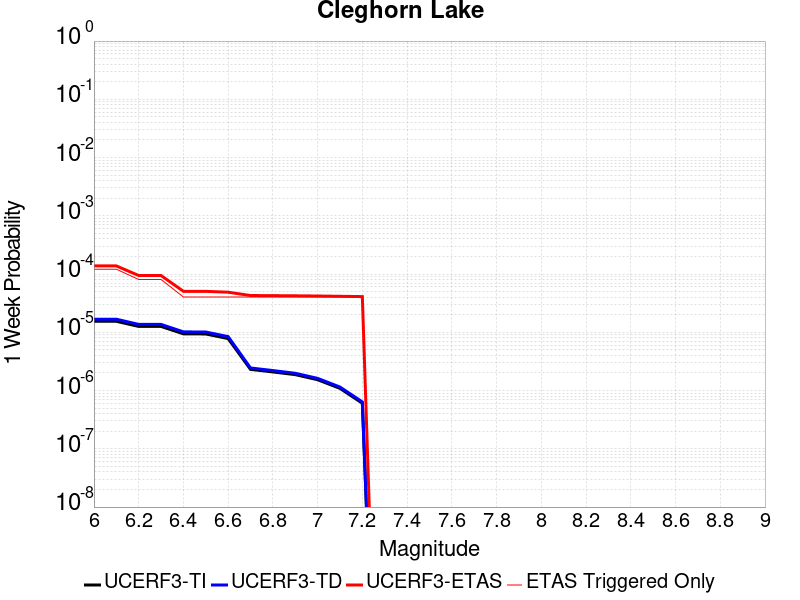 Cleghorn Lake
1 Week Probability
10^0
10^-1
10^-2
10^-3
10^-4
10^-5
10^-6
10^-7
10^-8
6 6.2 6.4 6.6 6.8 7 7.2 7.4 7.6 7.8 8 8.2 8.4 8.6 8.8 9
Magnitude
UCERF3-TI UCERF3-TD UCERF3-ETAS ETAS Triggered Only